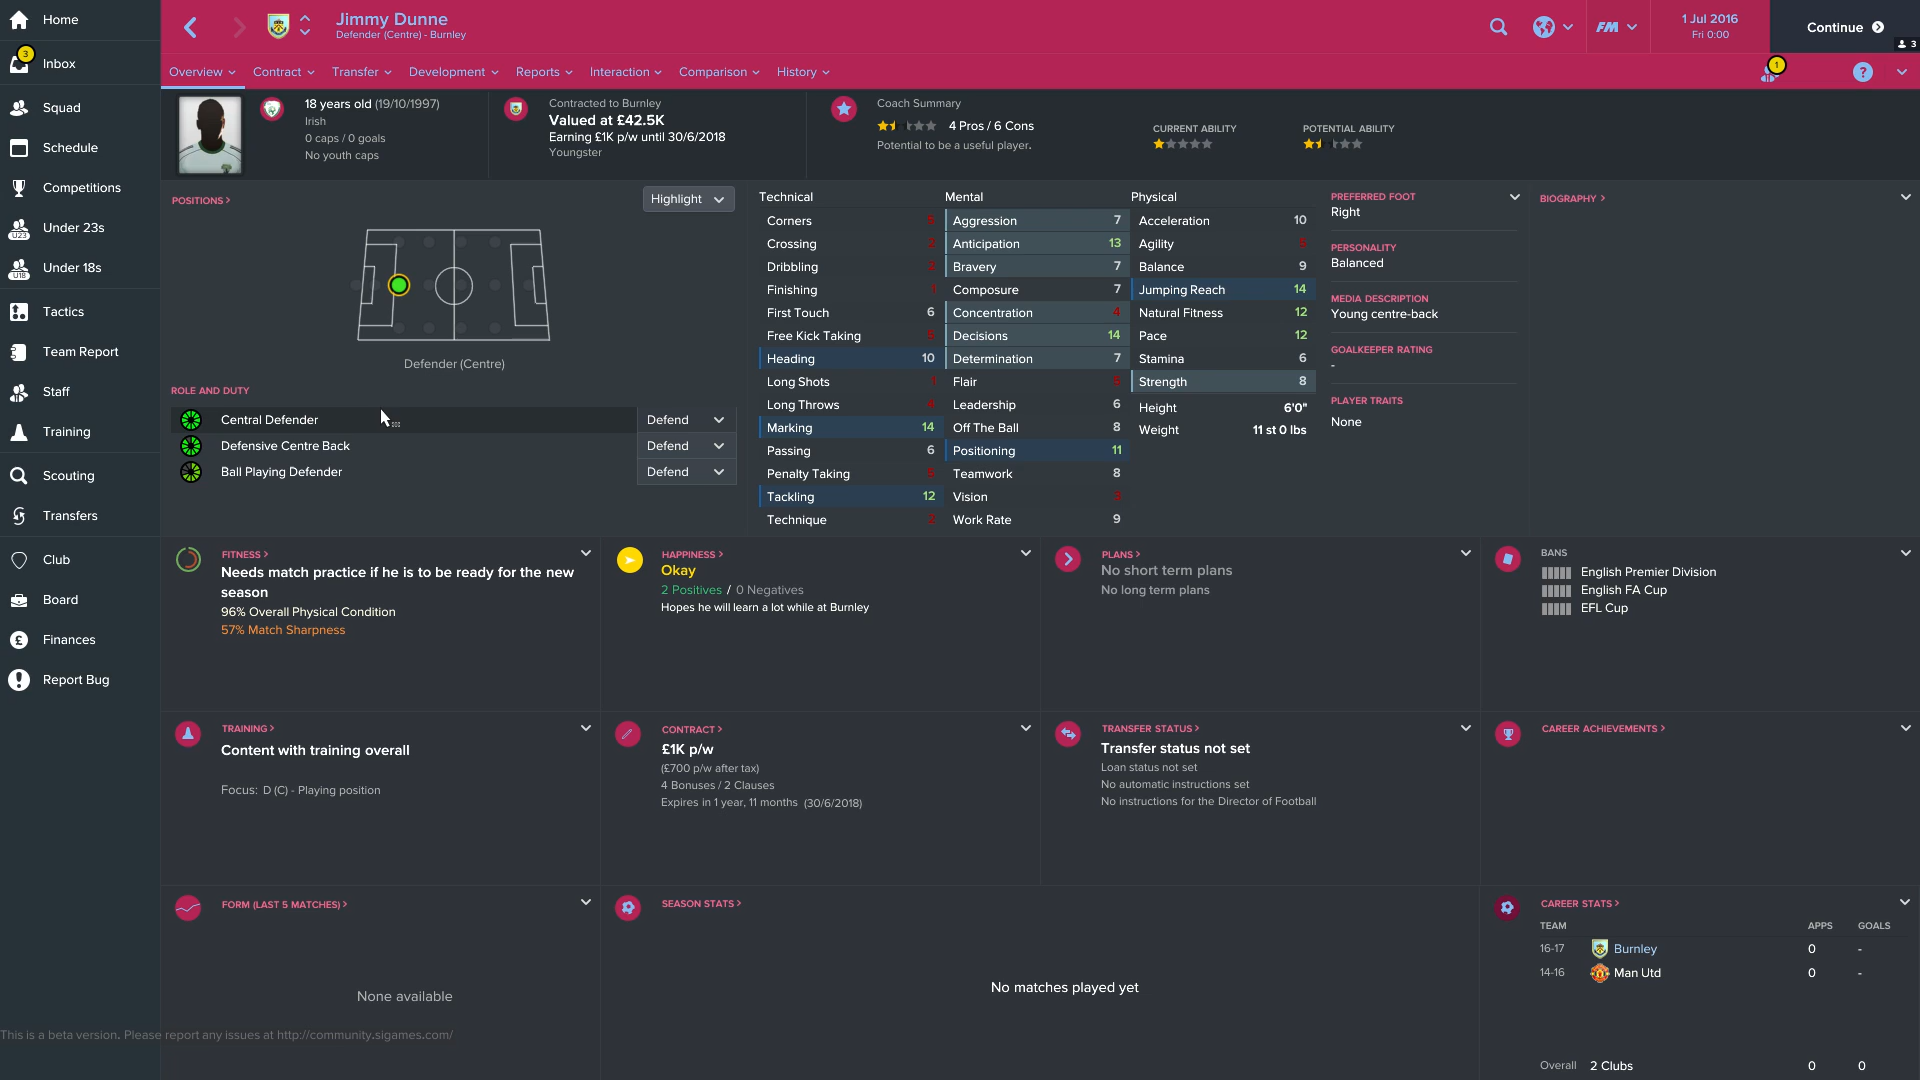 Home
Inbox
3
Squad
Schedule
Competitions
Under 23s
Under 18s
Tactics
Team Report
Staff
Training
Scouting
Transfers
Club
Board
Finances
Report Bug
Jimmy Dunne
Defender (Centre) - Burnley
FM
1 Jul 2016
Fri 0:00
Continue
3
Overview
Contract
Transfer
Development
Reports
Interaction
Comparison
History
1
?
18 years old (19/10/1997)
Irish
0 caps / 0 goals
No youth caps
Contracted to Burnley
Valued at £42.5K
Earning £1K p/w until 30/6/2018
Youngster
Coach Summary
4 Pros / 6 Cons
Potential to be a useful player.
CURRENT ABILITY
POTENTIAL ABILITY
POSITIONS >
Highlight
Defender (Centre)
ROLE AND DUTY
Central Defender Defend
Defensive Centre Back Defend
Ball Playing Defender Defend
Technical
Corners
Crossing
Dribbling
Finishing 1
First Touch 6
Free Kick Taking
Heading 10
Long Shots 1
Long Throws
Marking 14
Passing 6
Penalty Taking
Tackling 12
Technique 2
Mental
Aggression 7
Anticipation 13
Bravery 7
Composure 7
Concentration 4
Decisions 14
Determination 7
Flair
Leadership 6
Off The Ball 8
Positioning 11
Teamwork 8
Vision
Work Rate 9
Physical
Acceleration 10
Agility
Balance 9
Jumping Reach 14
Natural Fitness 12
Pace 12
Stamina 6
Strength 8
Height 6'0"
Weight 11 st 0 lbs
PREFERRED FOOT
Right
PERSONALITY
Balanced
MEDIA DESCRIPTION
Young centre-back
GOALKEEPER RATING
-
PLAYER TRAITS
None
BIOGRAPHY >
FITNESS >
Needs match practice if he is to be ready for the new
season
96% Overall Physical Condition
57% Match Sharpness
HAPPINESS >
Okay
2 Positives / 0 Negatives
Hopes he will learn a lot while at Burnley
PLANS >
No short term plans
No long term plans
BANS
English Premier Division
English FA Cup
EFL Cup
TRAINING >
Content with training overall
Focus: D (C) - Playing position
CONTRACT >
£1K p/w
(£700 p/w after tax)
4 Bonuses / 2 Clauses
Expires in 1 year, 11 months (30/6/2018)
TRANSFER STATUS >
Transfer status not set
Loan status not set
No automatic instructions set
No instructions for the Director of Football
CAREER ACHIEVEMENTS >
FORM (LAST 5 MATCHES) >
None available
SEASON STATS >
No matches played yet
CAREER STATS >
TEAM APPS GOALS
16-17 Burnley 0 -
14-16 Man Utd 0 -
Overall 2 Clubs 0 0
This is a beta version. Please report any issues at http://community.sigames.com/